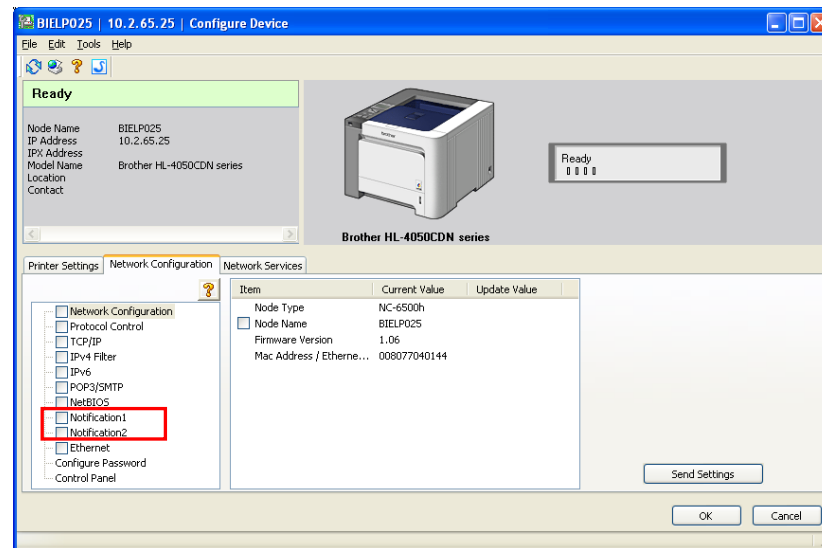 BIELP025 | 10.2.65.25 | Configure Device
File Edit Tools Help
Ready
Node Name BIELP025
IP Address 10.2.65.25
IPX Address
Model Name Brother HL-4050CDN series
Location
Contact
Ready
Brother HL-4050CDN series
Printer Settings Network Configuration Network Services
Item Current Value Update Value
Network Configuration
Protocol Control
TCP/IP
IPv4 Filter
IPv6
POP3/SMTP
NetBIOS
Notification1
Notification2
Ethernet
Configure Password
Control Panel
Node Type NC-6500h
Node Name BIELP025
Firmware Version 1.06
Mac Address / Etherne... 008077040144
Send Settings
OK Cancel